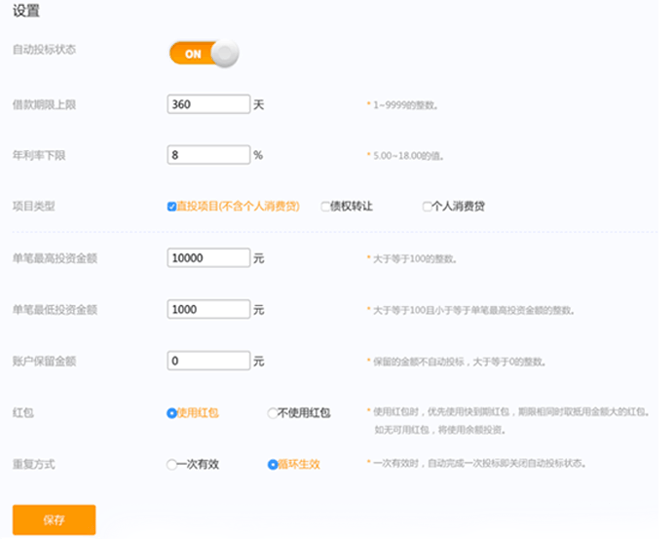 设置
自动投标状态 ON
借款期限上限 360 天 * 1~9999的整数。
年利率下限 8 % * 5.00~18.00的值。
项目类型 直投项目(不含个人消费贷) 债权转让 个人消费贷
单笔最高投资金额 10000 元 * 大于等于100的整数。
单笔最低投资金额 1000 元 * 大于等于100且小于等于单笔最高投资金额的整数。
账户保留金额 0 元 * 保留的金额不自动投标，大于等于0的整数。
红包 使用红包 不使用红包 * 使用红包时，优先使用快到期红包，期限相同时取抵用金额大的红包。
如无可用红包，将使用余额投资。
重复方式 一次有效 循环生效 * 一次有效时，自动完成一次投标即关闭自动投标状态。
保存